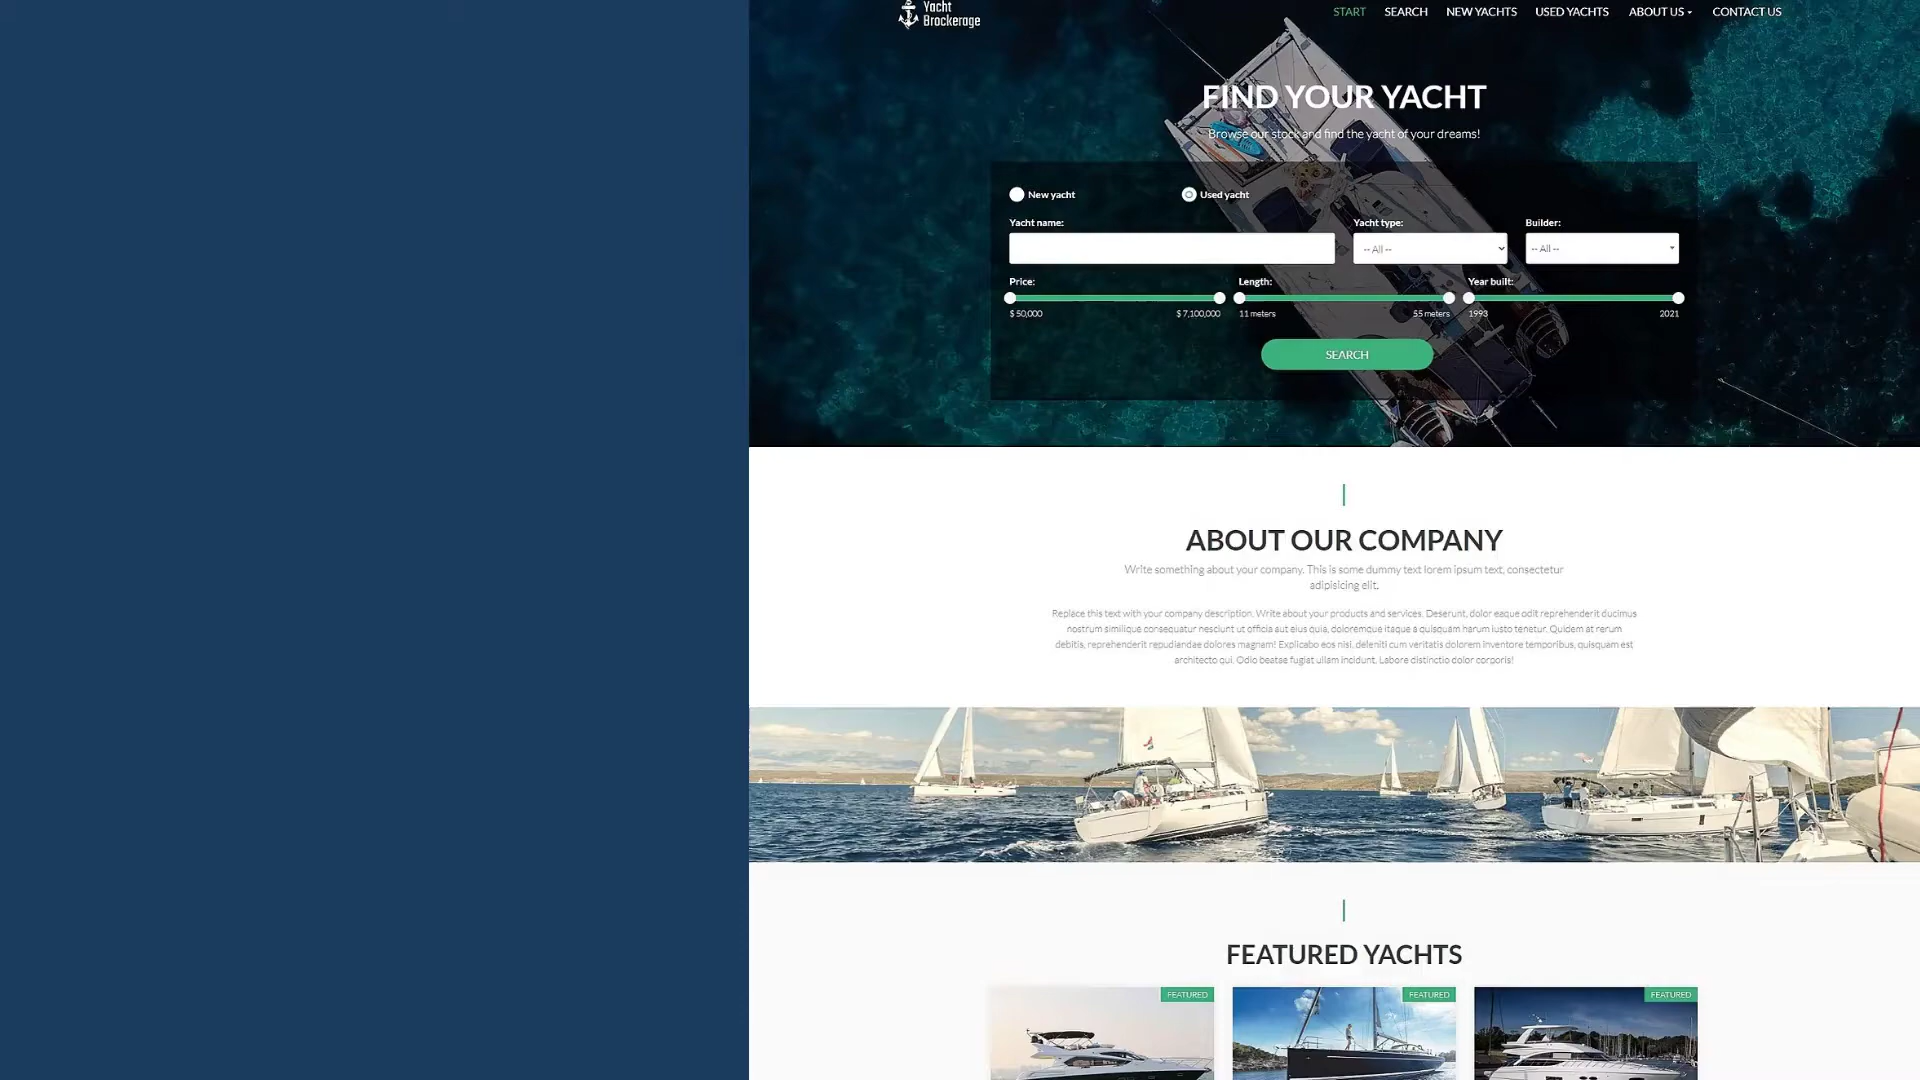 Yacht
Brockerage
START SEARCH NEW YACHTS USED YACHTS ABOUT US CONTACT US
FIND YOUR YACHT
Browse our stock and find the yacht of your dreams!
New yacht Used yacht
Yacht name: Yacht type: Builder:
-- All -- -- All --
Price: Length: Year built:
$ 50,000 $ 7,100,000 11 meters 55 meters 1993 2021
SEARCH
ABOUT OUR COMPANY
Write something about your company. This is some dummy text lorem ipsum text, consectetur
adipisicing elit.
Replace this text with your company description. Write about your products and services. Deserunt, dolor eaque odit reprehenderit ducimus
nostrum similique consequatur nesciunt ut officia aut eius quia, doloremque itaque a quisquam harum iusto tenetur. Quidem at rerum
debitis, reprehenderit repudiandae dolores magnam! Explicabo eos nisi, deleniti cum veritatis dolorem inventore temporibus, quisquam est
architecto qui. Odio beatae fugiat ullam incidunt. Labore distinctio dolor corporis!
FEATURED YACHTS
FEATURED FEATURED FEATURED